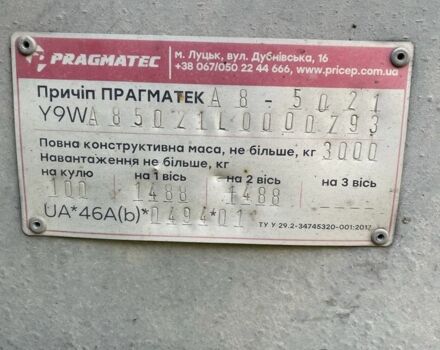 PRAGMATEC
м. Луцьк, вул. Дубнівська, 16
+38 067/050 22 44 666, www.pricep.com.ua
Причіп ПРАГМАТЕК A8-5021
Y9WA85021L0000293
Повна конструктивна маса, не більше, кг 3000
Навантаження не більше, кг
на кулю на 1 вісь на 2 вісь на 3 вісь
100 1488 1488
UA*46A(b)*0494*01
ТУ У 29.2-34745320-001:2017